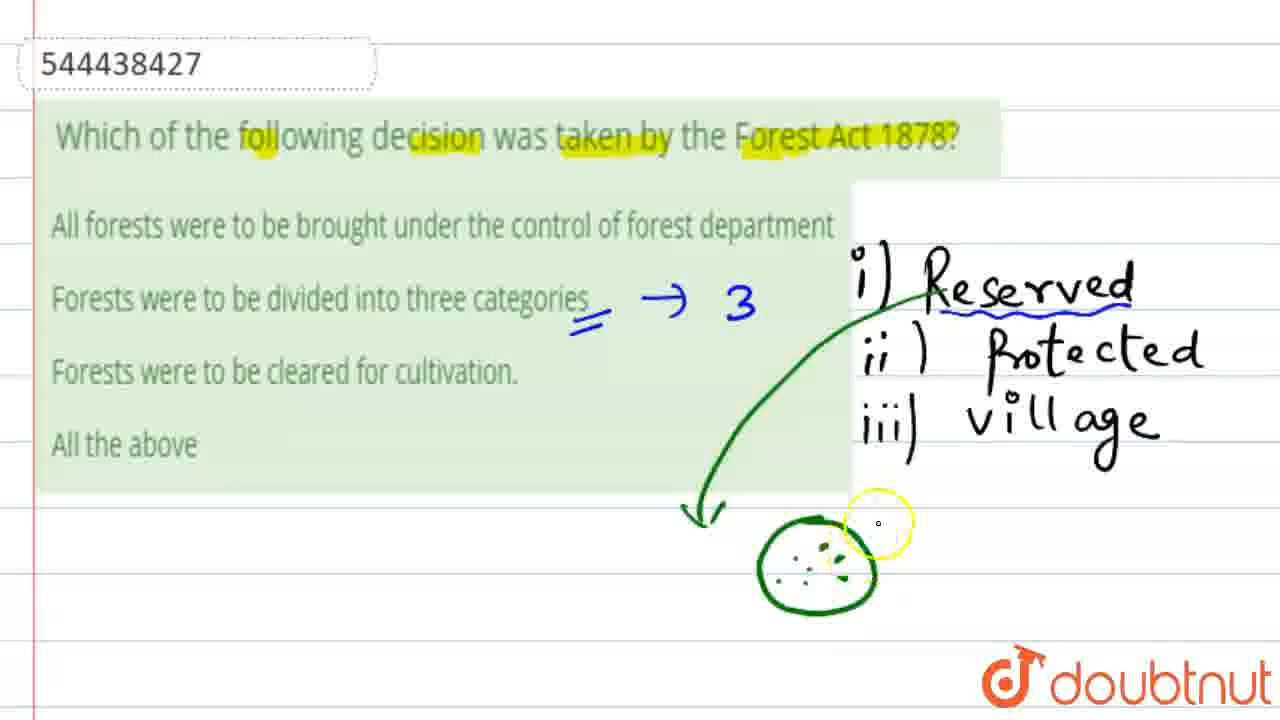 544438427
Which of the following decision was taken by the Forest Act 1878?
All forests were to be brought under the control of forest department
Forests were to be divided into three categories → 3
Forests were to be cleared for cultivation.
All the above
i) Reserved
ii) Protected
iii) village
doubtnut